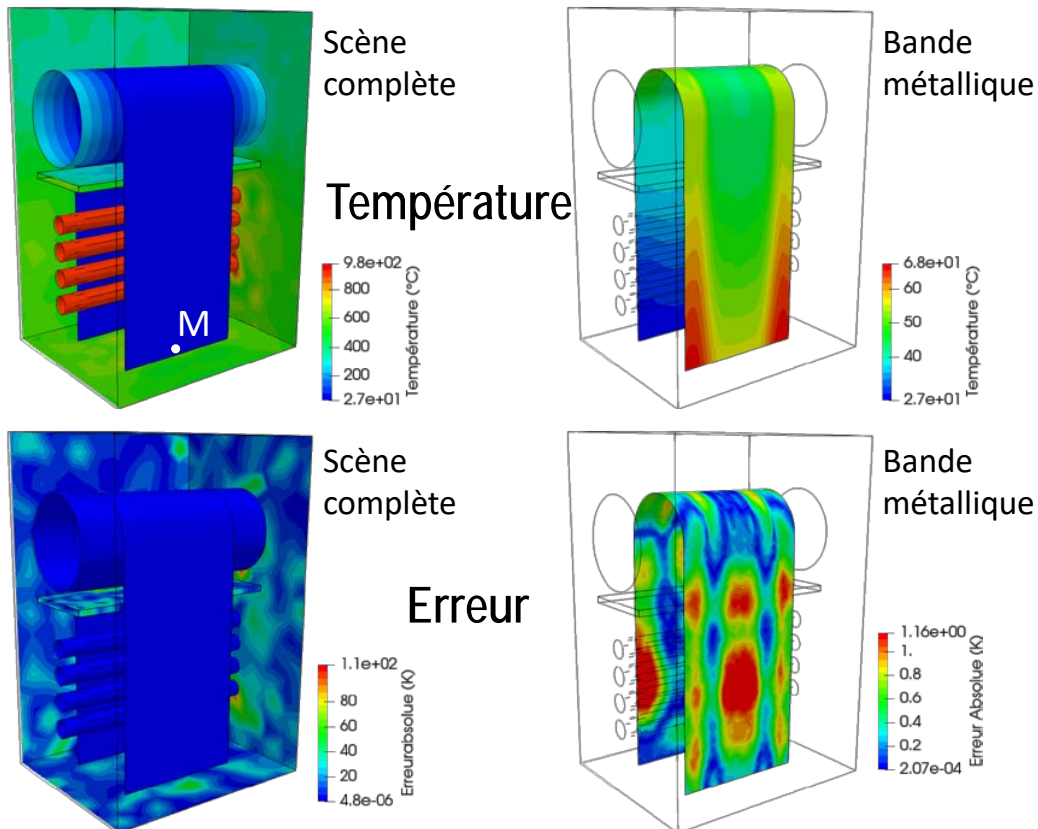 Scène
complète
Bande
métallique
Température
9.8e+02
800
600
400
200
2.7e+01
Température (°C)
M
6.8e+01
60
50
40
2.7e+01
Température (°C)
Scène
complète
Bande
métallique
Erreur
1.1e+02
80
60
40
20
4.8e-06
Erreurabsolue (K)
1.16e+00
1.
0.8
0.6
0.4
0.2
2.07e-04
Erreur Absolue (K)